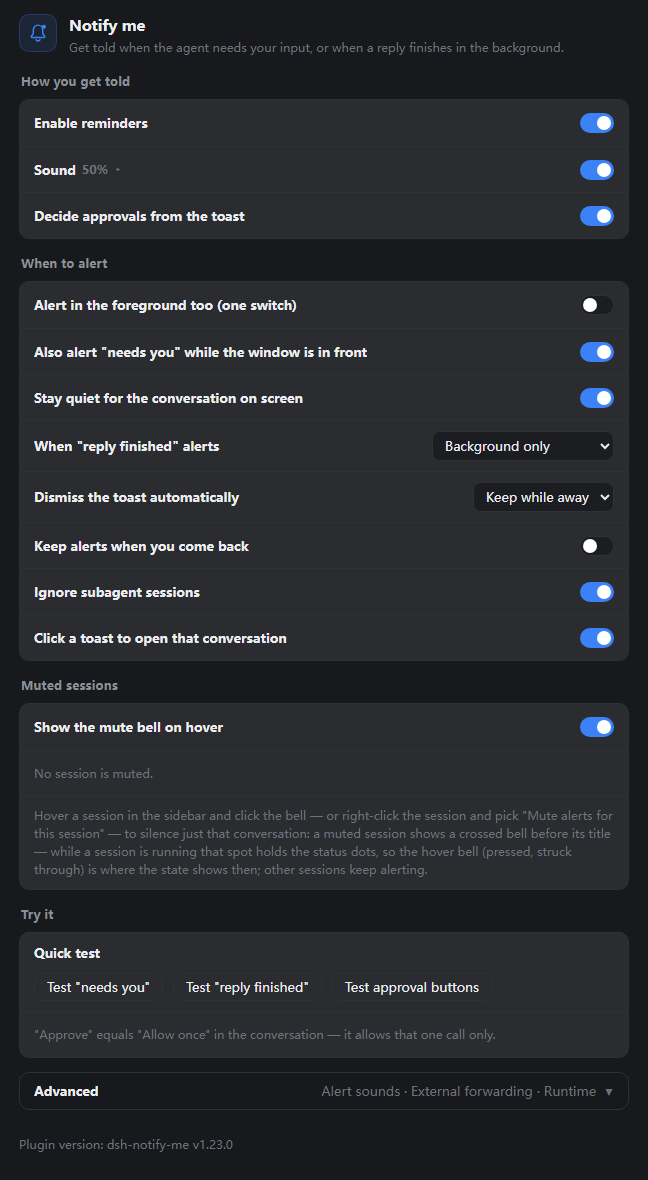 Notify me
Get told when the agent needs your input, or when a reply finishes in the background.
How you get told
Enable reminders
Sound 50%
Decide approvals from the toast
When to alert
Alert in the foreground too (one switch)
Also alert "needs you" while the window is in front
Stay quiet for the conversation on screen
When "reply finished" alerts Background only
Dismiss the toast automatically Keep while away
Keep alerts when you come back
Ignore subagent sessions
Click a toast to open that conversation
Muted sessions
Show the mute bell on hover
No session is muted.
Hover a session in the sidebar and click the bell — or right-click the session and pick "Mute alerts for
this session" — to silence just that conversation: a muted session shows a crossed bell before its title
— while a session is running that spot holds the status dots, so the hover bell (pressed, struck
through) is where the state shows then; other sessions keep alerting.
Try it
Quick test
Test "needs you" Test "reply finished" Test approval buttons
"Approve" equals "Allow once" in the conversation — it allows that one call only.
Advanced Alert sounds · External forwarding · Runtime ▼
Plugin version: dsh-notify-me v1.23.0